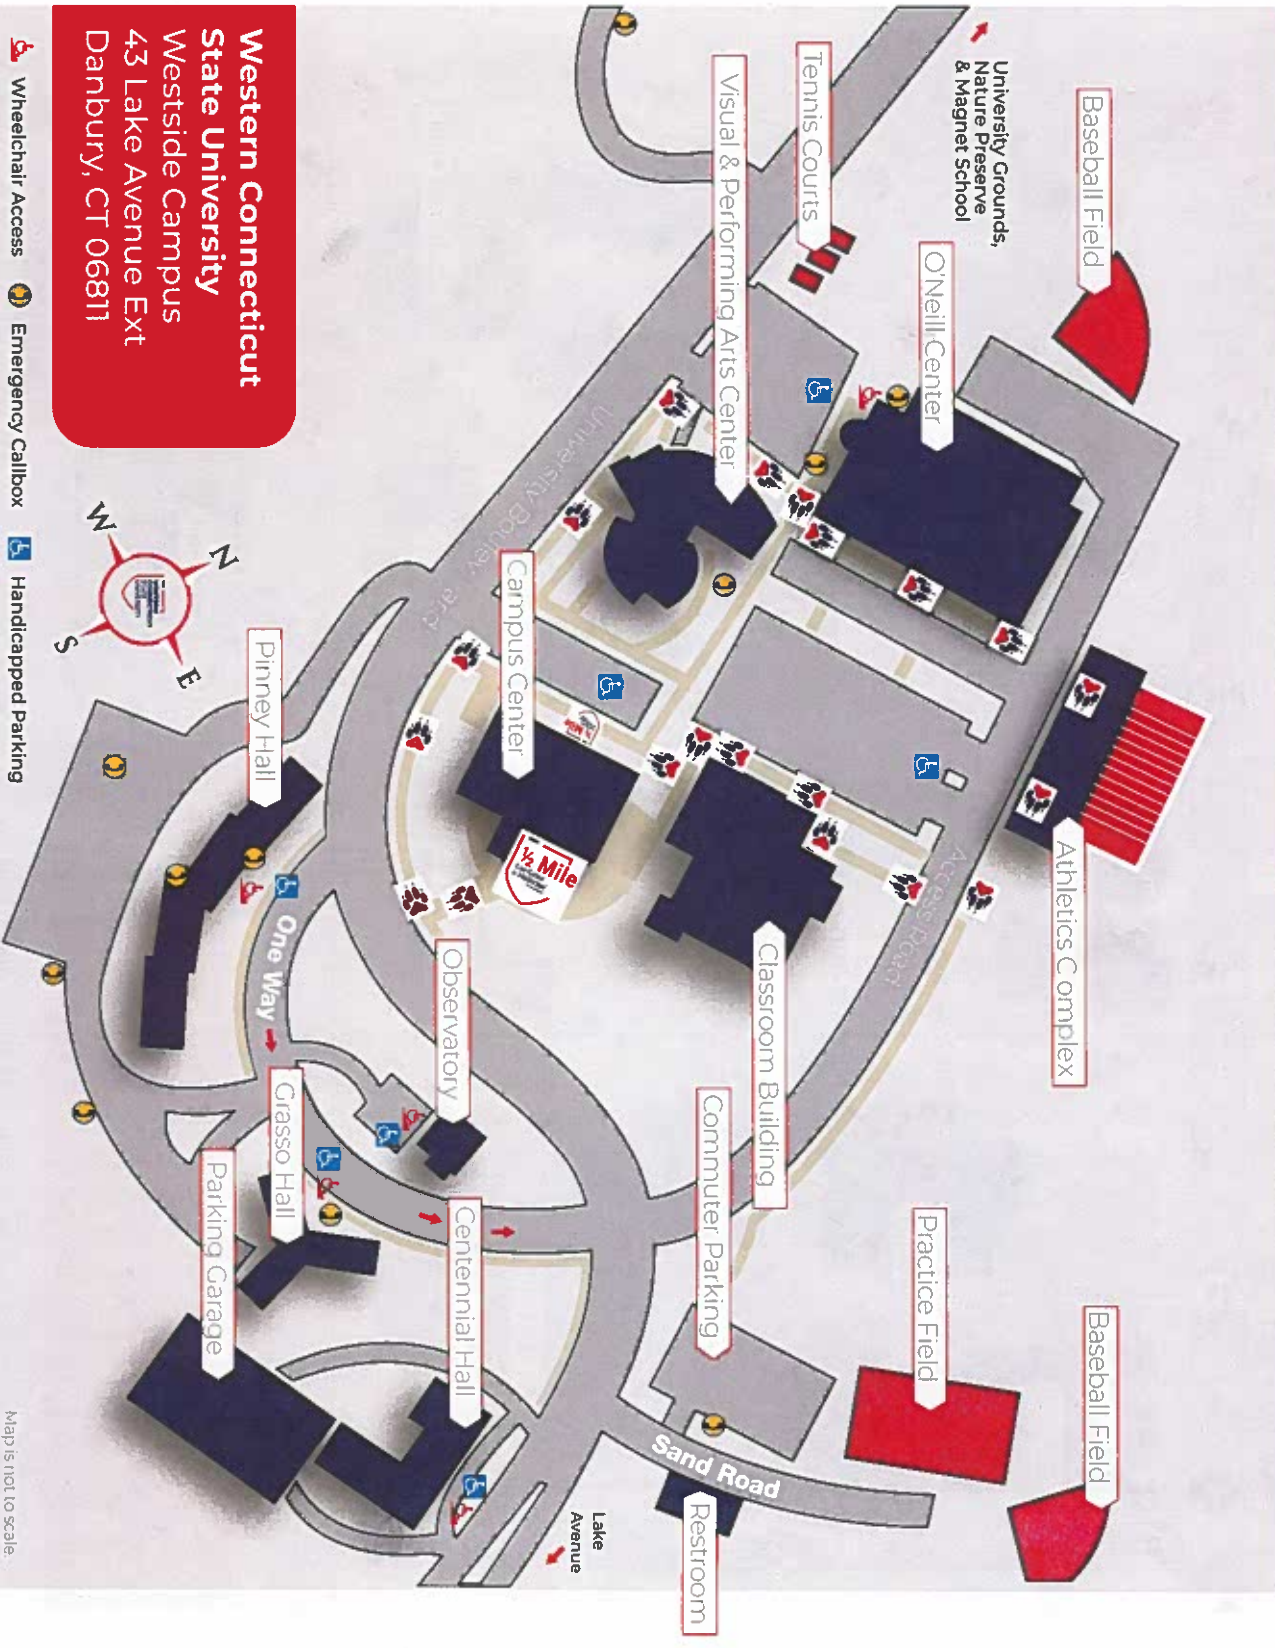 University Grounds,
Nature Preserve
& Magnet School
Baseball Field
Tennis Courts
O'Neill Center
Visual & Performing Arts Center
University Boulevard
Campus Center
Athletics Complex
Access Road
½ Mile
Classroom Building
Observatory
Pinney Hall
One Way
Grasso Hall
Parking Garage
Centennial Hall
Commuter Parking
Practice Field
Baseball Field
Sand Road
Restroom
Lake
Avenue
N
W
E
S
Western Connecticut
State University
Westside Campus
43 Lake Avenue Ext
Danbury, CT 06811
Wheelchair Access
Emergency Callbox
Handicapped Parking
Map is not to scale.